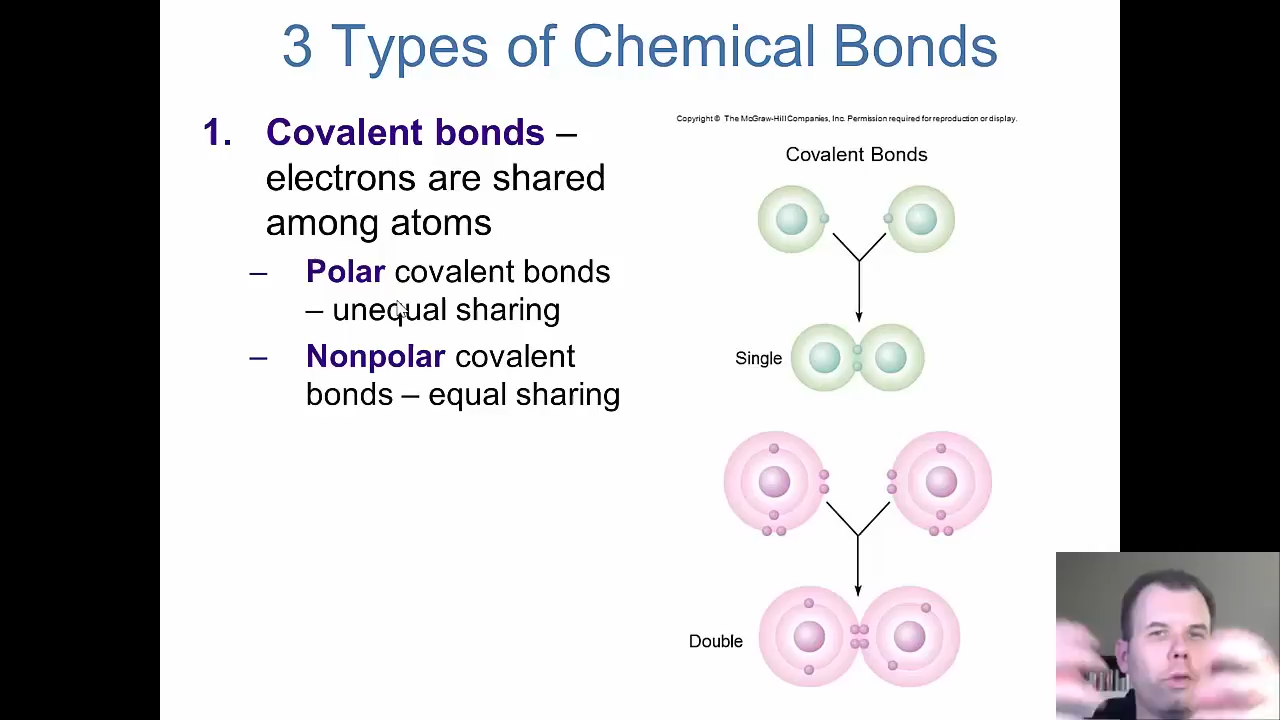 3 Types of Chemical Bonds
1. Covalent bonds –
electrons are shared
among atoms
– Polar covalent bonds
– unequal sharing
– Nonpolar covalent
bonds – equal sharing
Copyright © The McGraw-Hill Companies, Inc. Permission required for reproduction or display.
Covalent Bonds
Single
Double